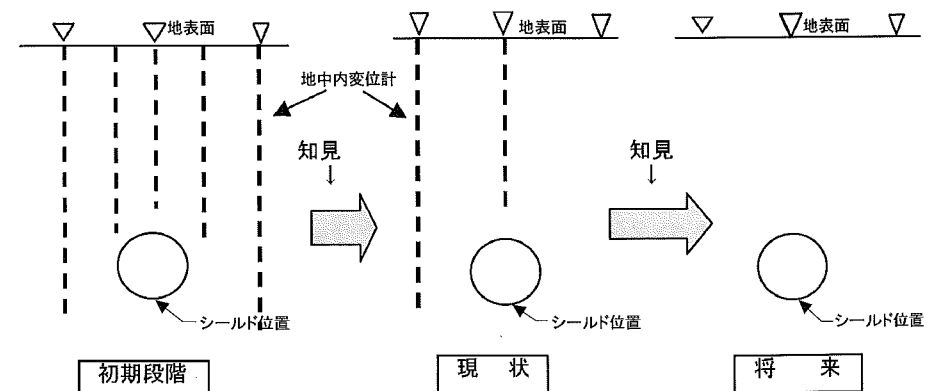 地表面
地表面
地表面
地中内変位計
知見
↓
知見
↓
シールド位置
シールド位置
シールド位置
初期段階
現 状
将 来